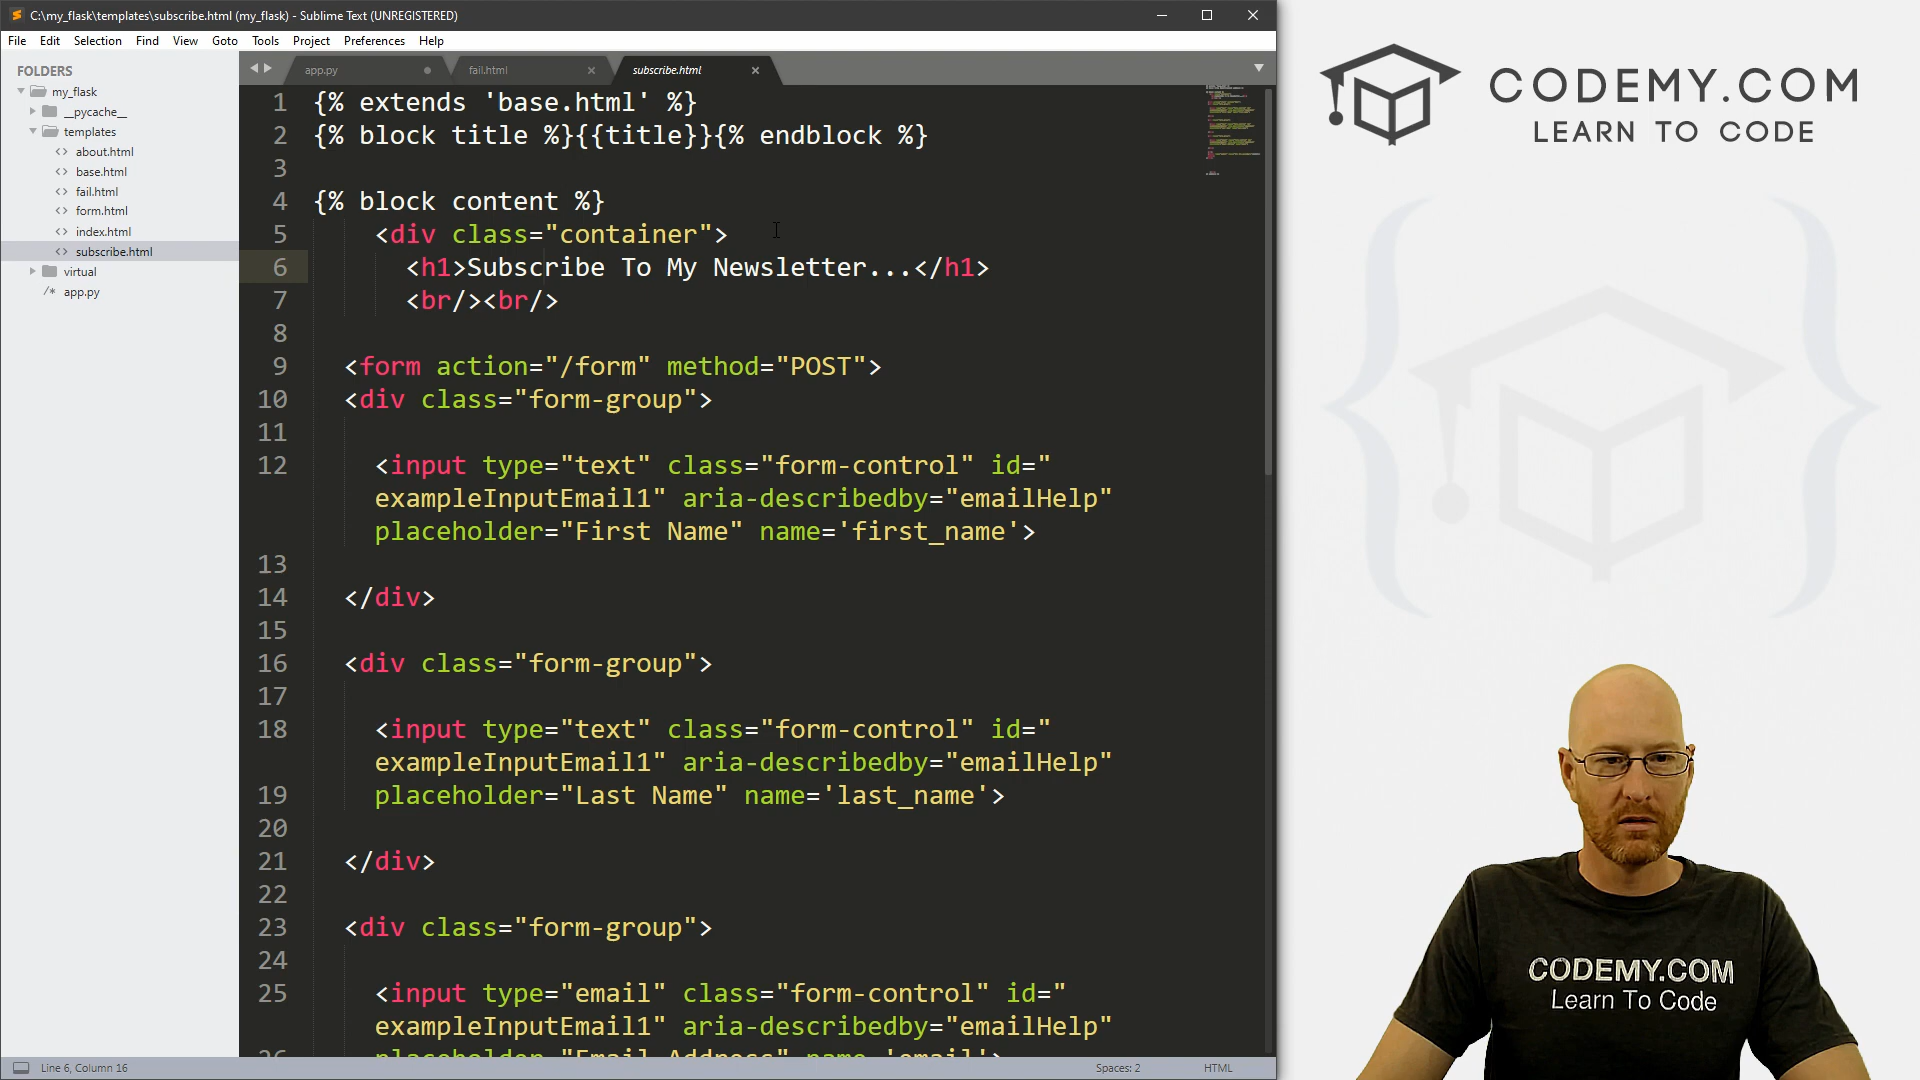 C:\my_flask\templates\subscribe.html (my_flask) - Sublime Text (UNREGISTERED)
File Edit Selection Find View Goto Tools Project Preferences Help
FOLDERS
my_flask
__pycache__
templates
about.html
base.html
fail.html
form.html
index.html
subscribe.html
virtual
app.py
app.py fail.html subscribe.html
1 {% extends 'base.html' %}
2 {% block title %}{{title}}{% endblock %}
3
4 {% block content %}
5 <div class="container">
6 <h1>Subscribe To My Newsletter...</h1>
7 <br/><br/>
8
9 <form action="/form" method="POST">
10 <div class="form-group">
11
12 <input type="text" class="form-control" id="
exampleInputEmail1" aria-describedby="emailHelp"
placeholder="First Name" name='first_name'>
13
14 </div>
15
16 <div class="form-group">
17
18 <input type="text" class="form-control" id="
exampleInputEmail1" aria-describedby="emailHelp"
19 placeholder="Last Name" name='last_name'>
20
21 </div>
22
23 <div class="form-group">
24
25 <input type="email" class="form-control" id="
exampleInputEmail1" aria-describedby="emailHelp"
26 placeholder="Email Address" name='email'>
Line 6, Column 16
Spaces: 2
HTML
CODEMY.COM
LEARN TO CODE
CODEMY.COM
Learn To Code